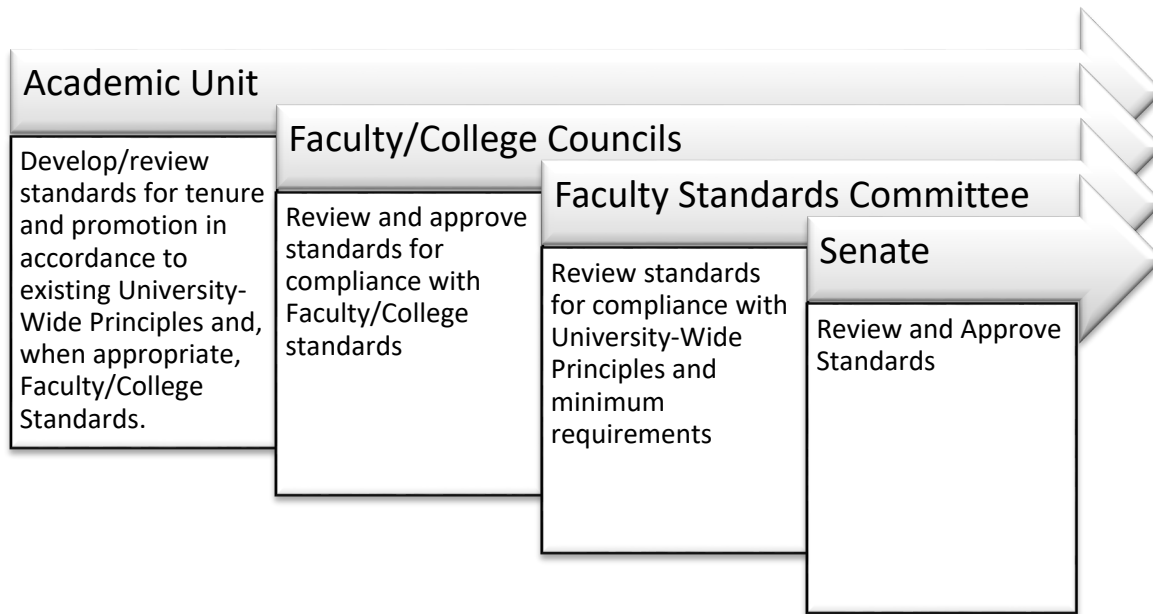 Academic Unit
Develop/review
standards for tenure
and promotion in
accordance to
existing University-
Wide Principles and,
when appropriate,
Faculty/College
Standards.
Faculty/College Councils
Review and approve
standards for
compliance with
Faculty/College
standards
Faculty Standards Committee
Review standards
for compliance with
University-Wide
Principles and
minimum
requirements
Senate
Review and Approve
Standards